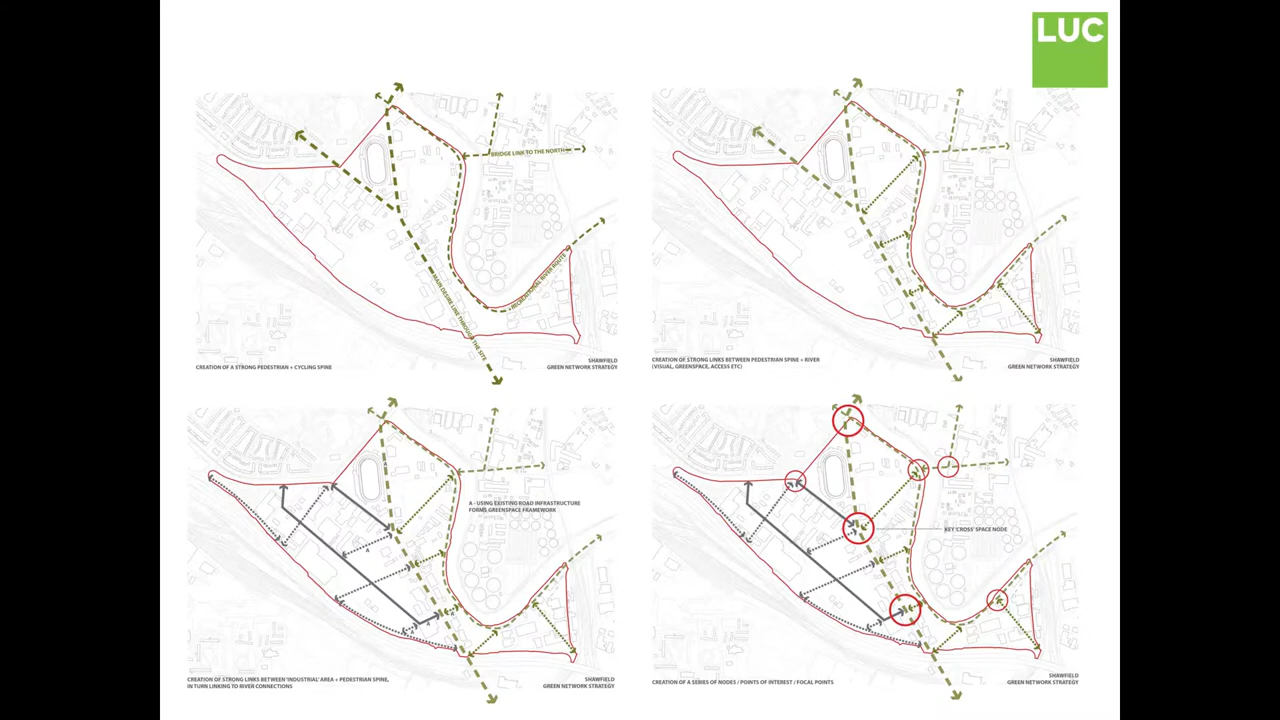 LUC
BRIDGE LINK TO THE NORTH
MAIN DESIRE LINE THROUGH THE SITE
RECREATIONAL RIVER ROUTE
SHAWFIELD
CREATION OF A STRONG PEDESTRIAN + CYCLING SPINE
GREEN NETWORK STRATEGY
CREATION OF STRONG LINKS BETWEEN PEDESTRIAN SPINE + RIVER
(VISUAL, GREENSPACE, ACCESS ETC)
SHAWFIELD
GREEN NETWORK STRATEGY
A
A - USING EXISTING ROAD INFRASTRUCTURE
FORMS GREENSPACE FRAMEWORK
A
A
A
A
CREATION OF STRONG LINKS BETWEEN 'INDUSTRIAL' AREA + PEDESTRIAN SPINE,
IN TURN LINKING TO RIVER CONNECTIONS
SHAWFIELD
GREEN NETWORK STRATEGY
KEY 'CROSS' SPACE NODE
CREATION OF A SERIES OF NODES / POINTS OF INTEREST / FOCAL POINTS
SHAWFIELD
GREEN NETWORK STRATEGY